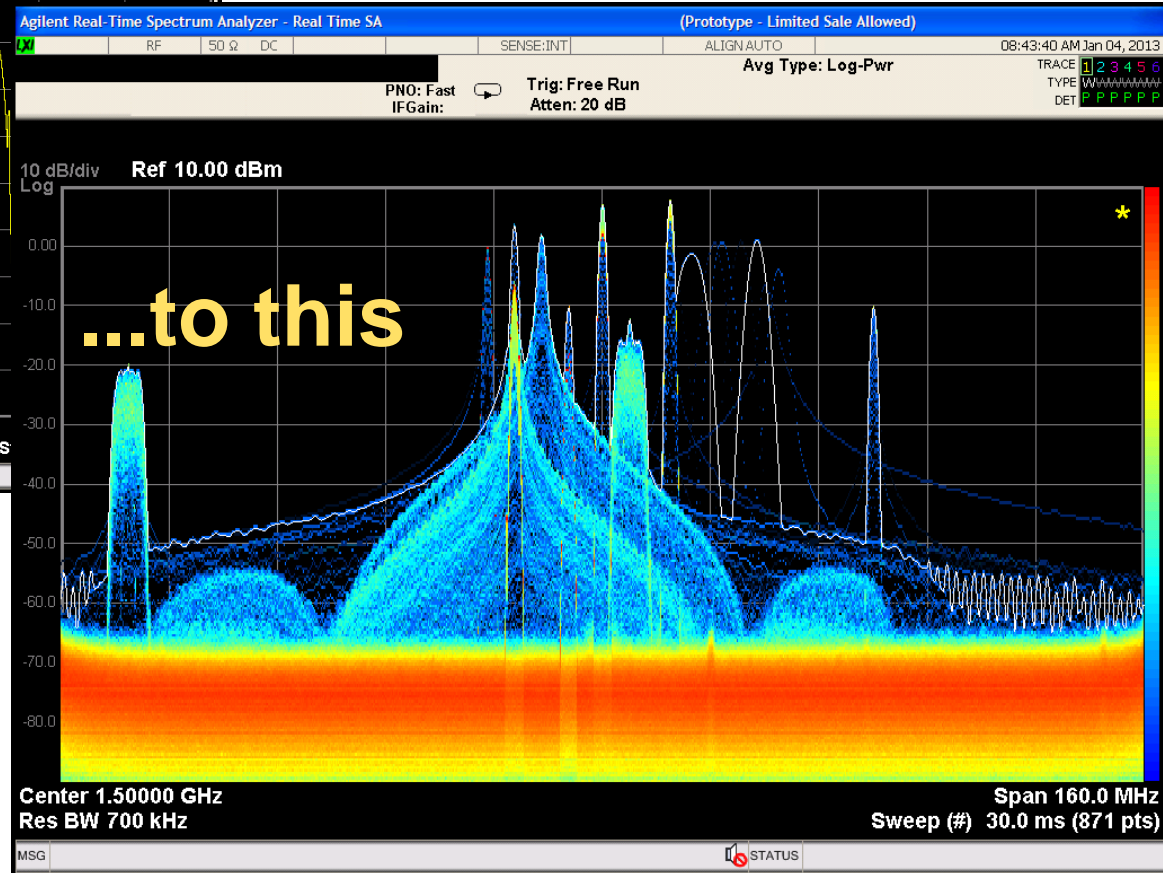 Agilent Real-Time Spectrum Analyzer - Real Time SA (Prototype - Limited Sale Allowed)
LXI RF 50 Ω DC SENSE:INT ALIGN AUTO 08:43:40 AM Jan 04, 2013
Avg Type: Log-Pwr TRACE 1 2 3 4 5 6
PNO: Fast Trig: Free Run TYPE WWWWWW
IFGain: Atten: 20 dB DET P P P P P P
10 dB/div Ref 10.00 dBm
Log
*
0.00
-10.0
...to this
-20.0
-30.0
s
-40.0
-50.0
-60.0
-70.0
-80.0
Center 1.50000 GHz Span 160.0 MHz
Res BW 700 kHz Sweep (#) 30.0 ms (871 pts)
MSG STATUS